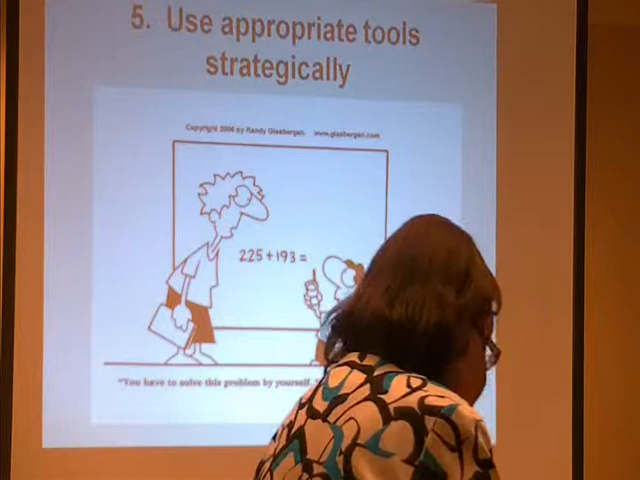 5. Use appropriate tools
strategically
Copyright 2006 by Randy Glasbergen. www.glasbergen.com
225+193=
"You have to solve this problem by yourself.